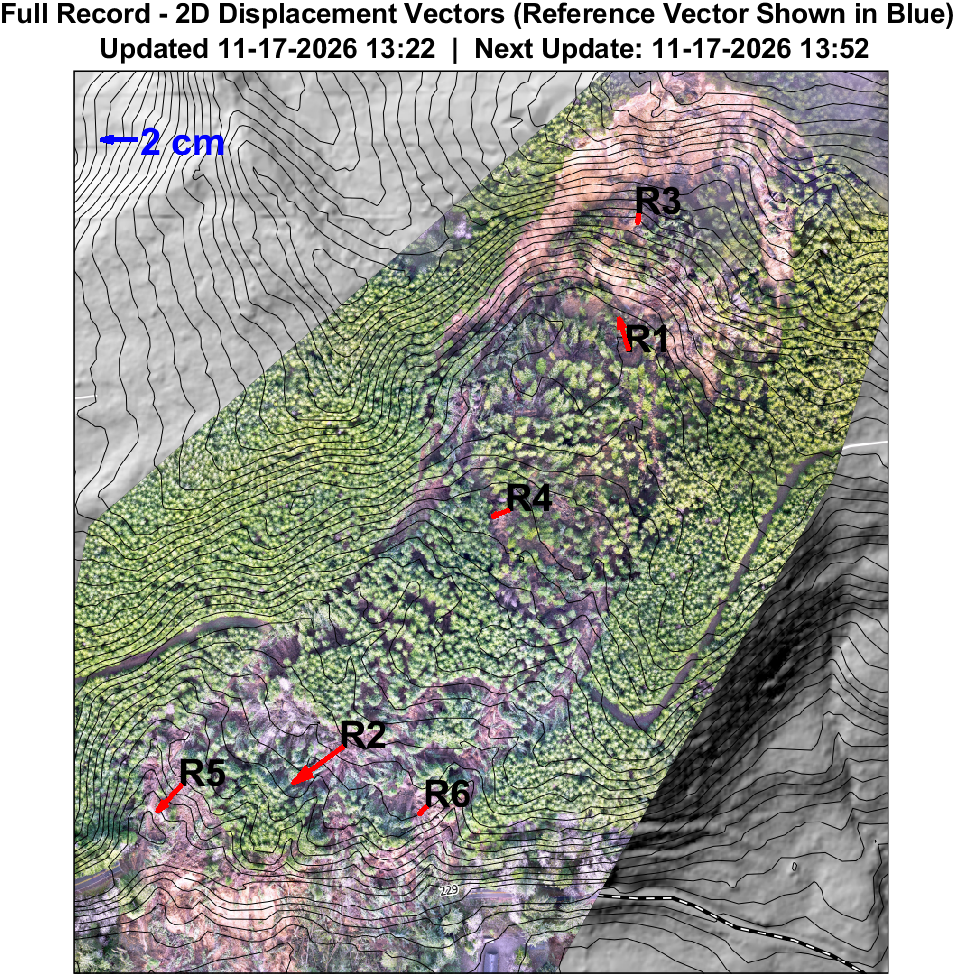 Full Record - 2D Displacement Vectors (Reference Vector Shown in Blue)
Updated 11-17-2026 13:22 | Next Update: 11-17-2026 13:52
2 cm
R3
R1
R4
R2
R5
R6
129